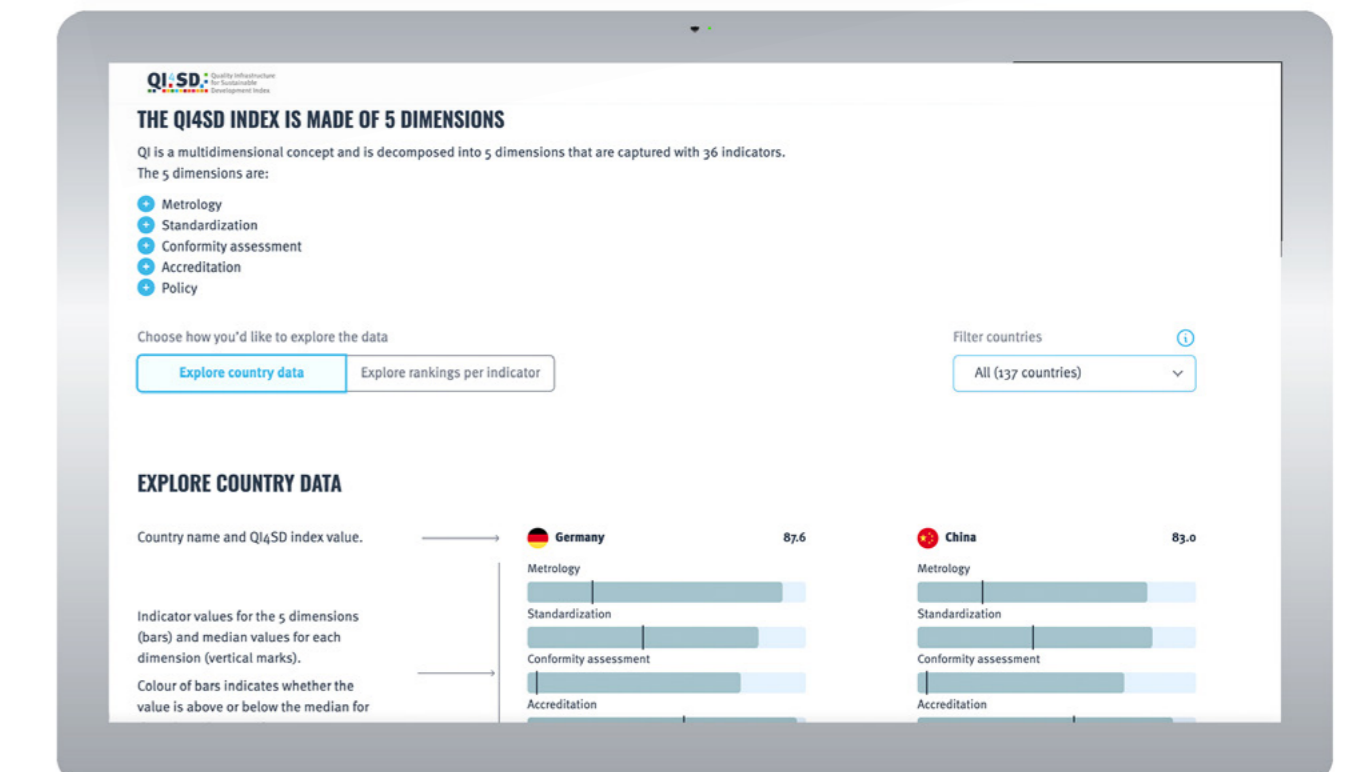 QI4SD
Quality Infrastructure
for Sustainable
Development Index
THE QI4SD INDEX IS MADE OF 5 DIMENSIONS
QI is a multidimensional concept and is decomposed into 5 dimensions that are captured with 36 indicators.
The 5 dimensions are:
Metrology
Standardization
Conformity assessment
Accreditation
Policy
Choose how you'd like to explore the data
Filter countries
Explore country data
Explore rankings per indicator
All (137 countries)
EXPLORE COUNTRY DATA
Country name and QI4SD index value.
Germany 87.6
China 83.0
Metrology
Metrology
Indicator values for the 5 dimensions
(bars) and median values for each
dimension (vertical marks).
Standardization
Standardization
Conformity assessment
Conformity assessment
Colour of bars indicates whether the
value is above or below the median for
Accreditation
Accreditation